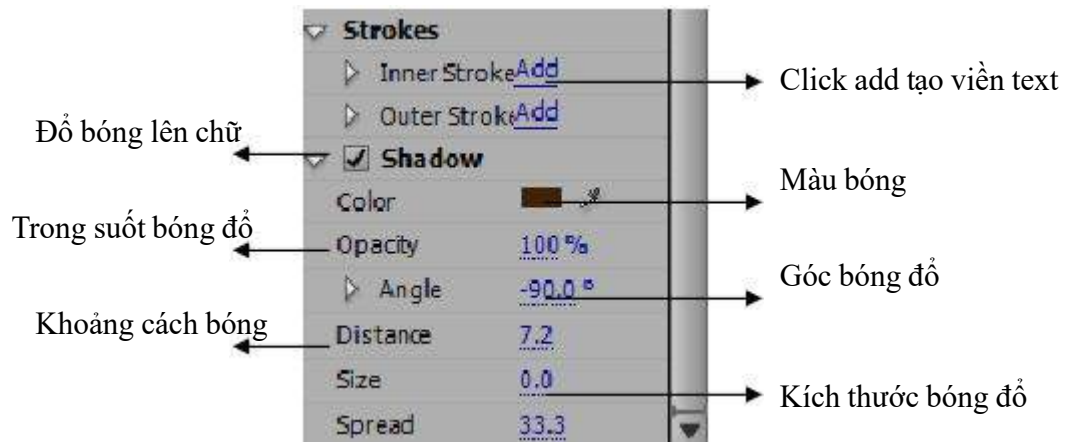 Strokes
Inner Stroke Add
Click add tạo viền text
Outer Stroke Add
Đổ bóng lên chữ
Shadow
Color
Màu bóng
Trong suốt bóng đổ
Opacity 100 %
Angle -90.0 °
Góc bóng đổ
Khoảng cách bóng
Distance 7.2
Size 0.0
Kích thước bóng đổ
Spread 33.3